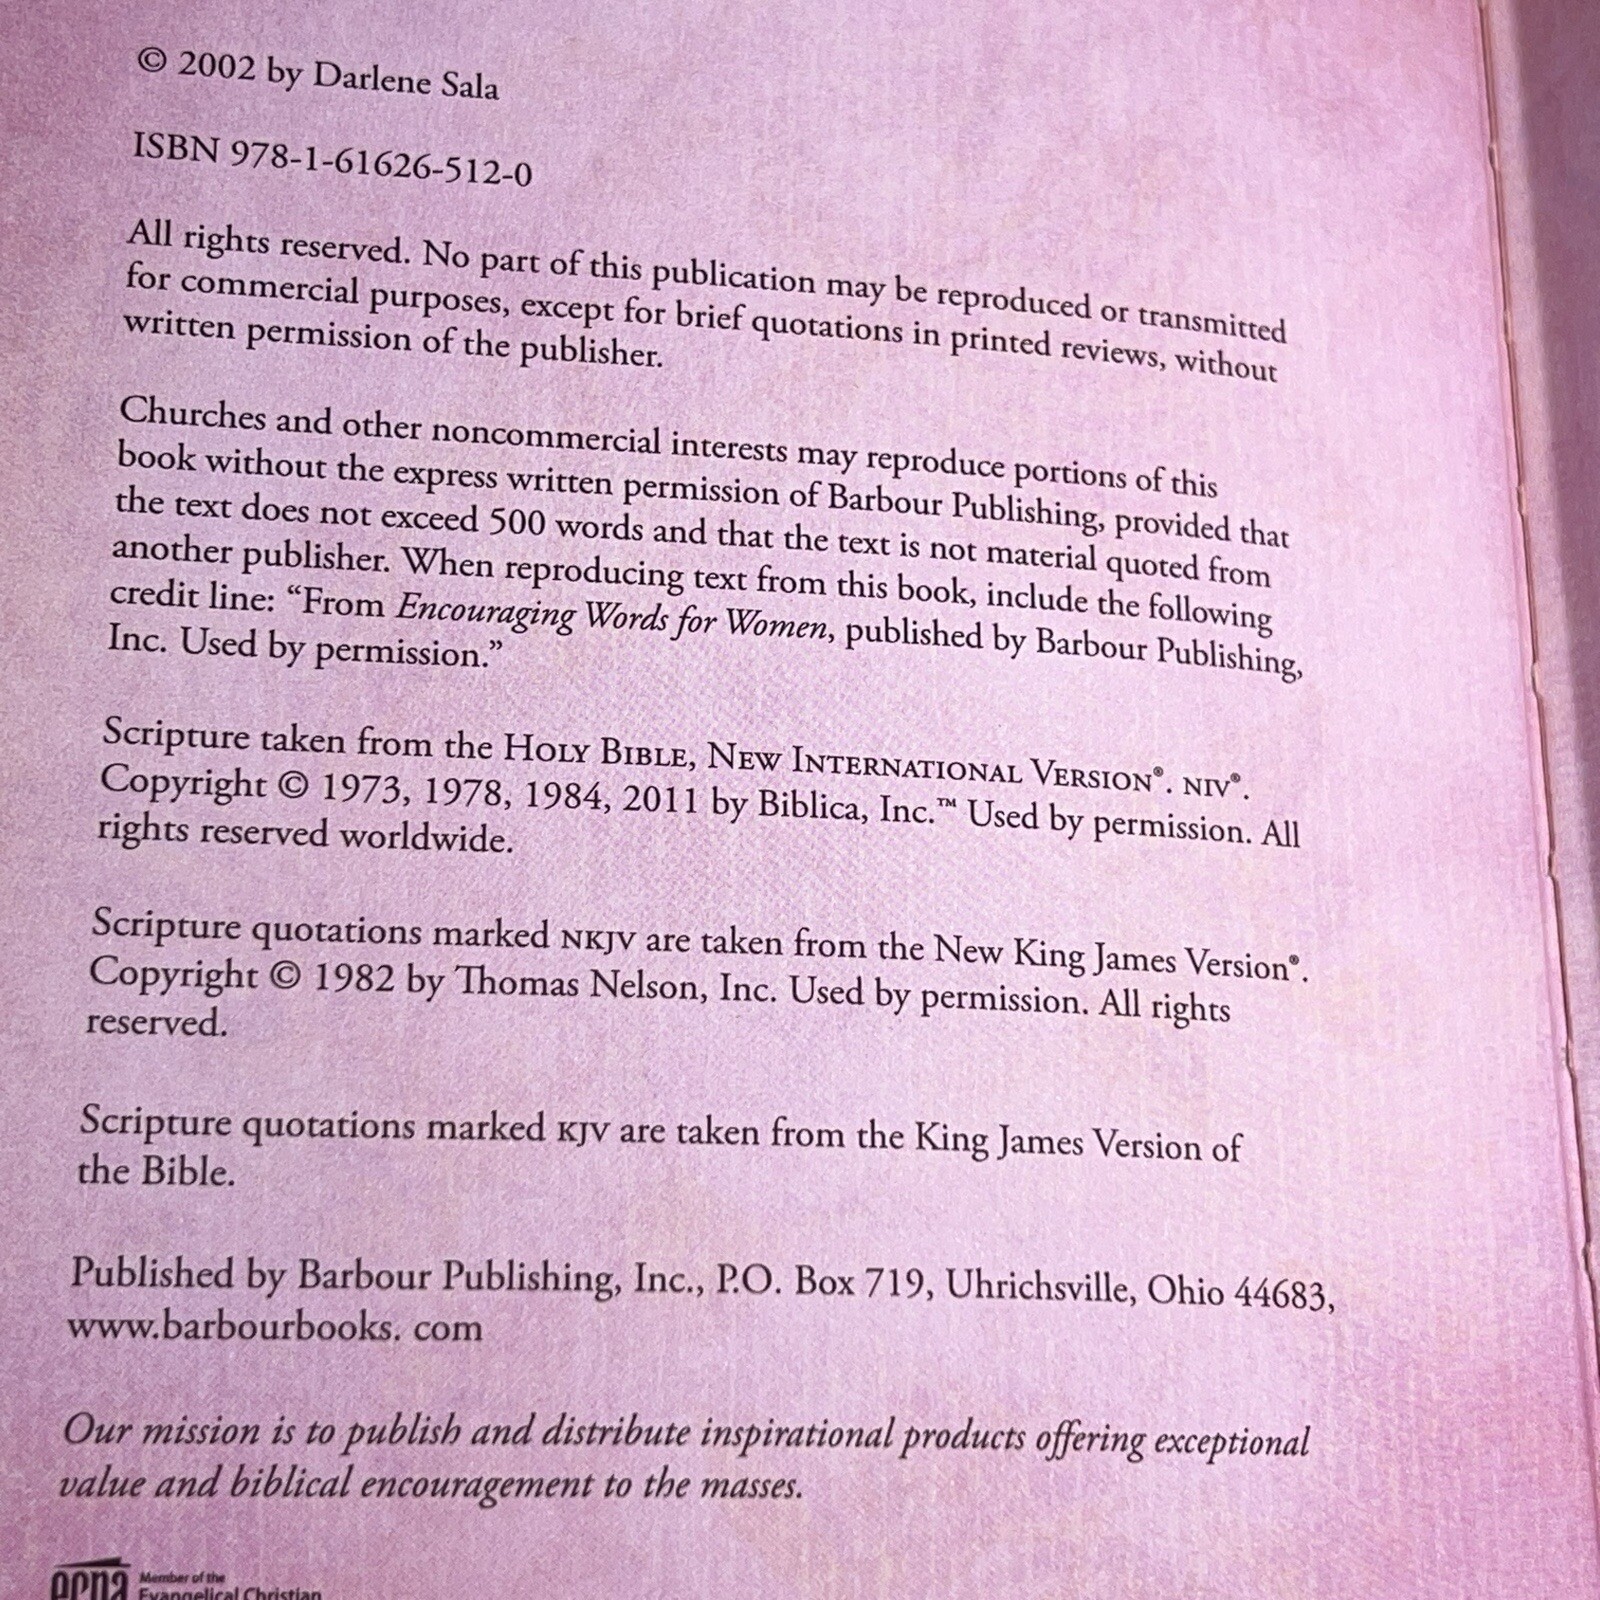 © 2002 by Darlene Sala
ISBN 978-1-61626-512-0
All rights reserved. No part of this publication may be reproduced or transmitted
for commercial purposes, except for brief quotations in printed reviews, without
written permission of the publisher.
Churches and other noncommercial interests may reproduce portions of this
book without the express written permission of Barbour Publishing, provided that
the text does not exceed 500 words and that the text is not material quoted from
another publisher. When reproducing text from this book, include the following
credit line: “From Encouraging Words for Women, published by Barbour Publishing,
Inc. Used by permission.”
Scripture taken from the HOLY BIBLE, NEW INTERNATIONAL VERSION®. NIV®.
Copyright © 1973, 1978, 1984, 2011 by Biblica, Inc.™ Used by permission. All
rights reserved worldwide.
Scripture quotations marked NKJV are taken from the New King James Version®.
Copyright © 1982 by Thomas Nelson, Inc. Used by permission. All rights
reserved.
Scripture quotations marked KJV are taken from the King James Version of
the Bible.
Published by Barbour Publishing, Inc., P.O. Box 719, Uhrichsville, Ohio 44683,
www.barbourbooks. com
Our mission is to publish and distribute inspirational products offering exceptional
value and biblical encouragement to the masses.
ecpa Member of the
Evangelical Christian